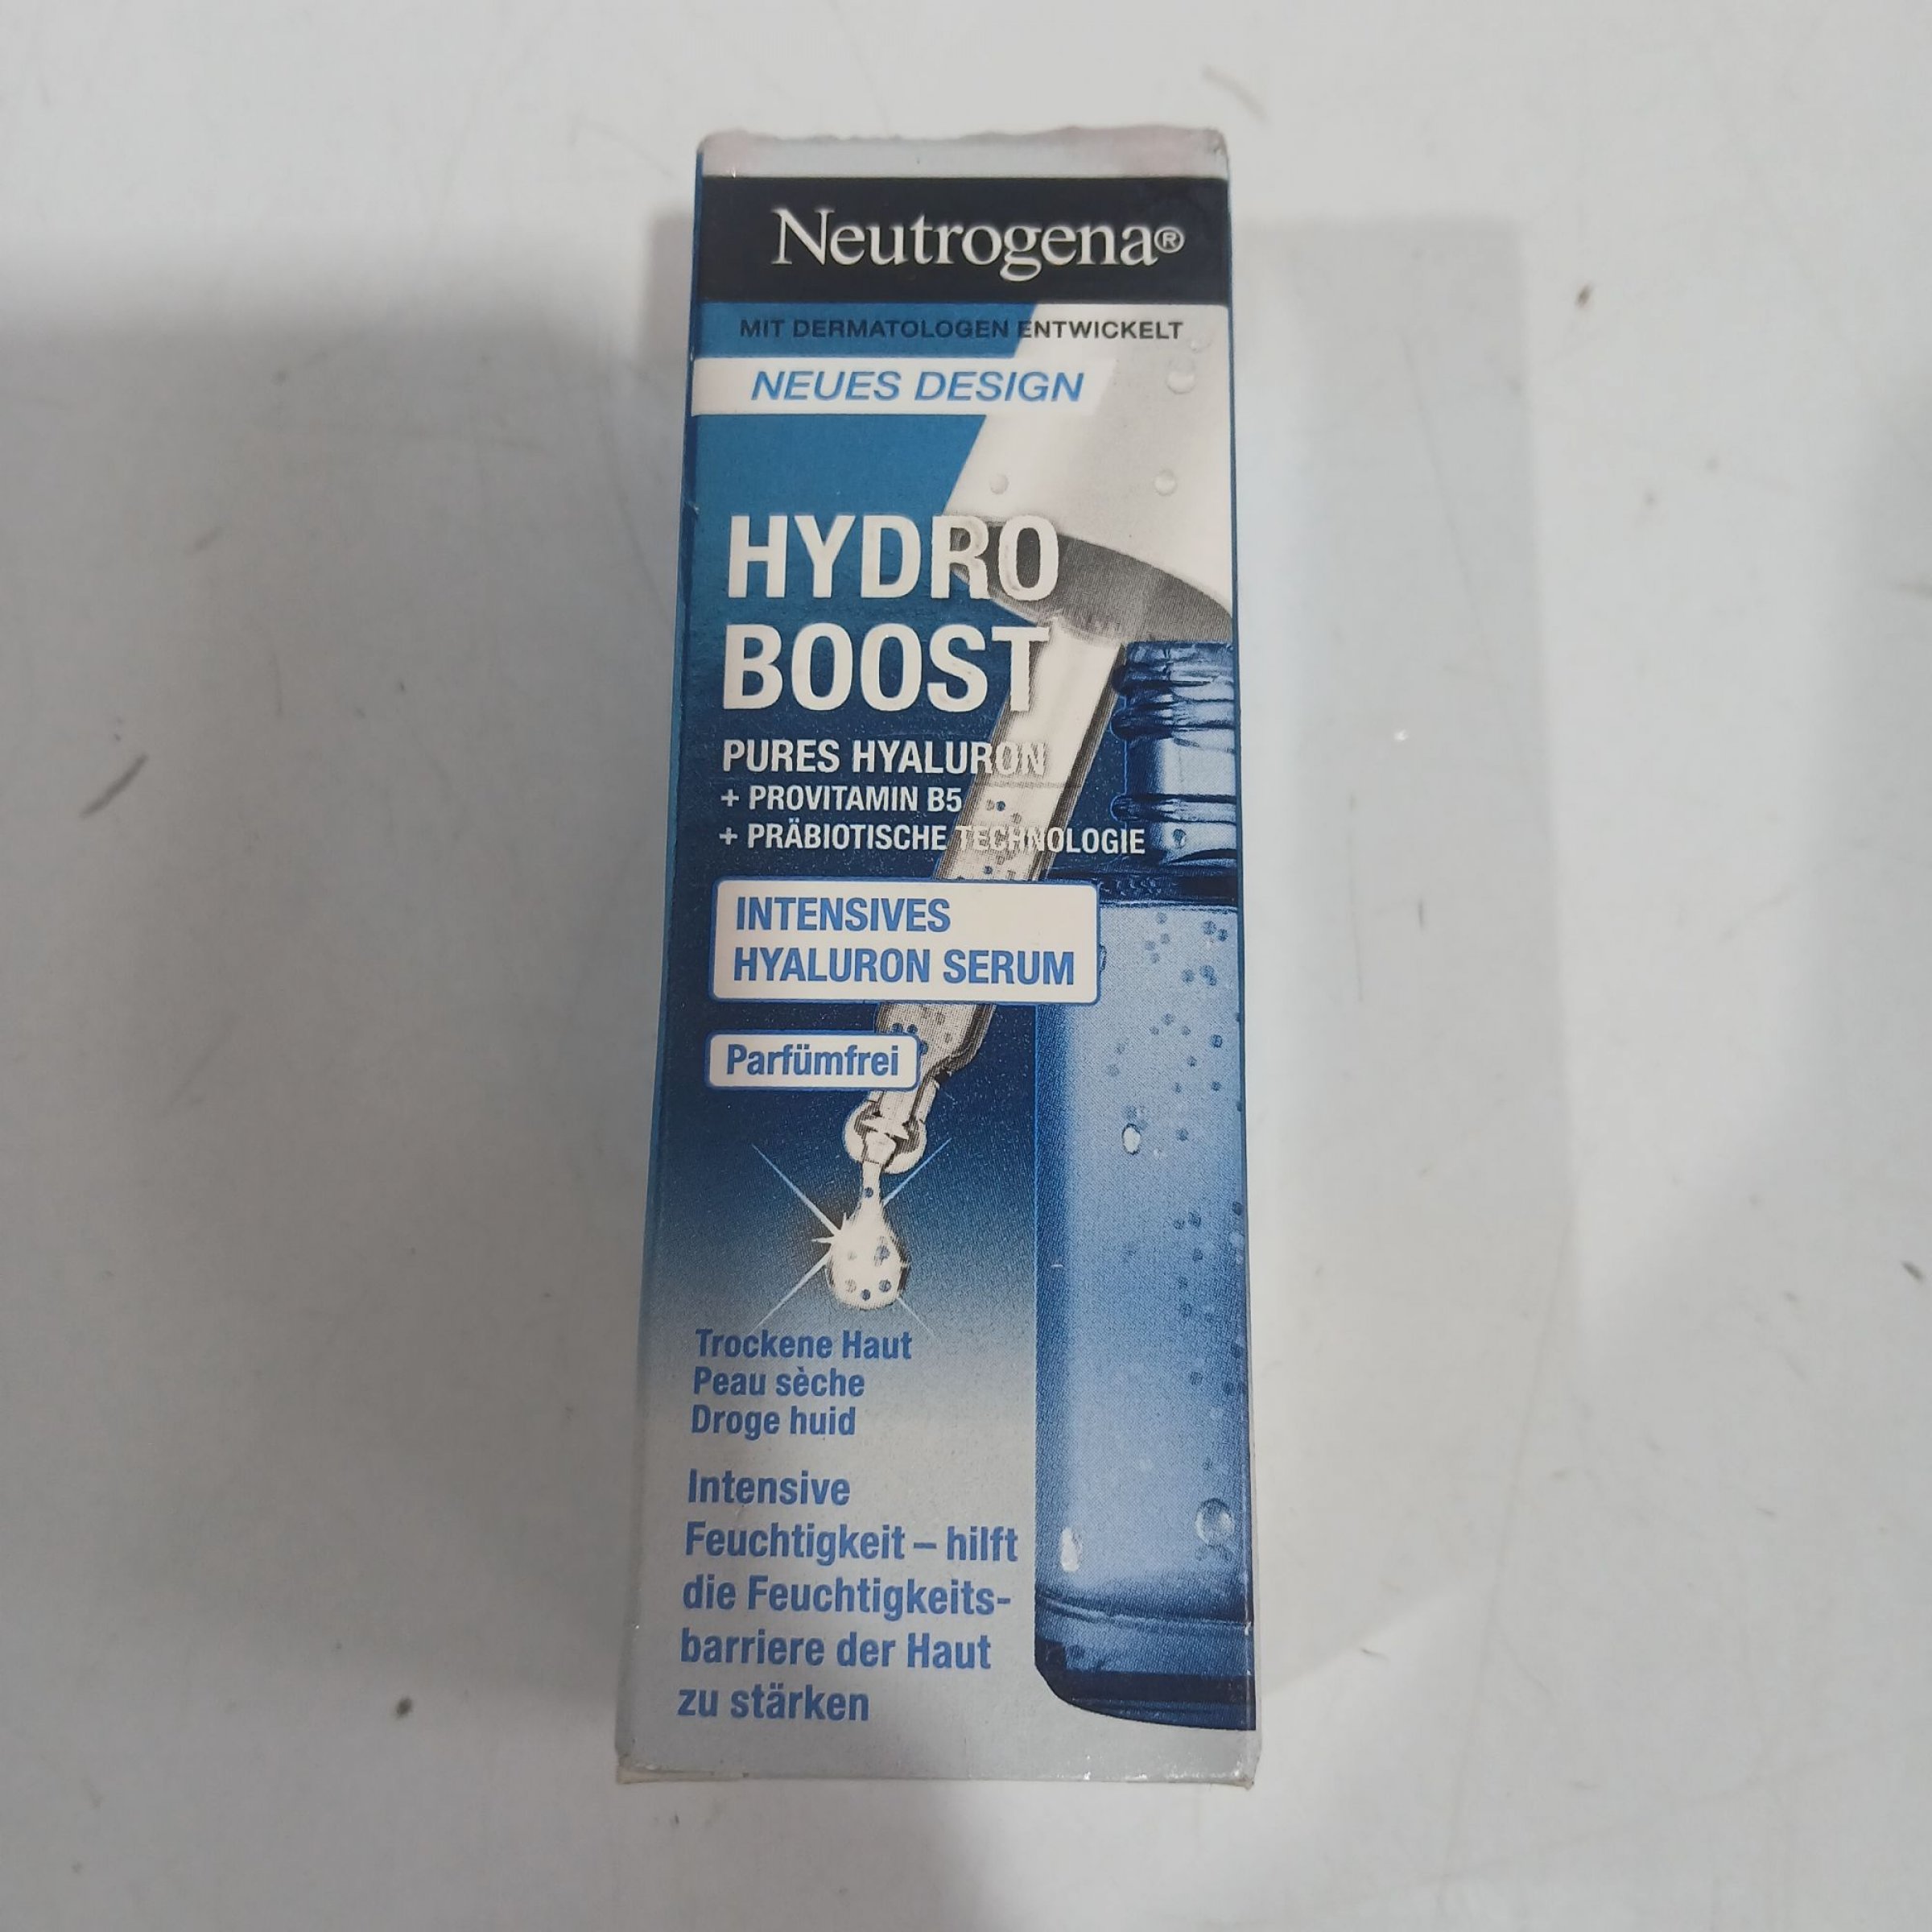 Neutrogena®
MIT DERMATOLOGEN ENTWICKELT
NEUES DESIGN
HYDRO
BOOST
PURES HYALURON
+ PROVITAMIN B5
+ PRÄBIOTISCHE TECHNOLOGIE
INTENSIVES
HYALURON SERUM
Parfümfrei
Trockene Haut
Peau sèche
Droge huid
Intensive
Feuchtigkeit – hilft
die Feuchtigkeits-
barriere der Haut
zu stärken